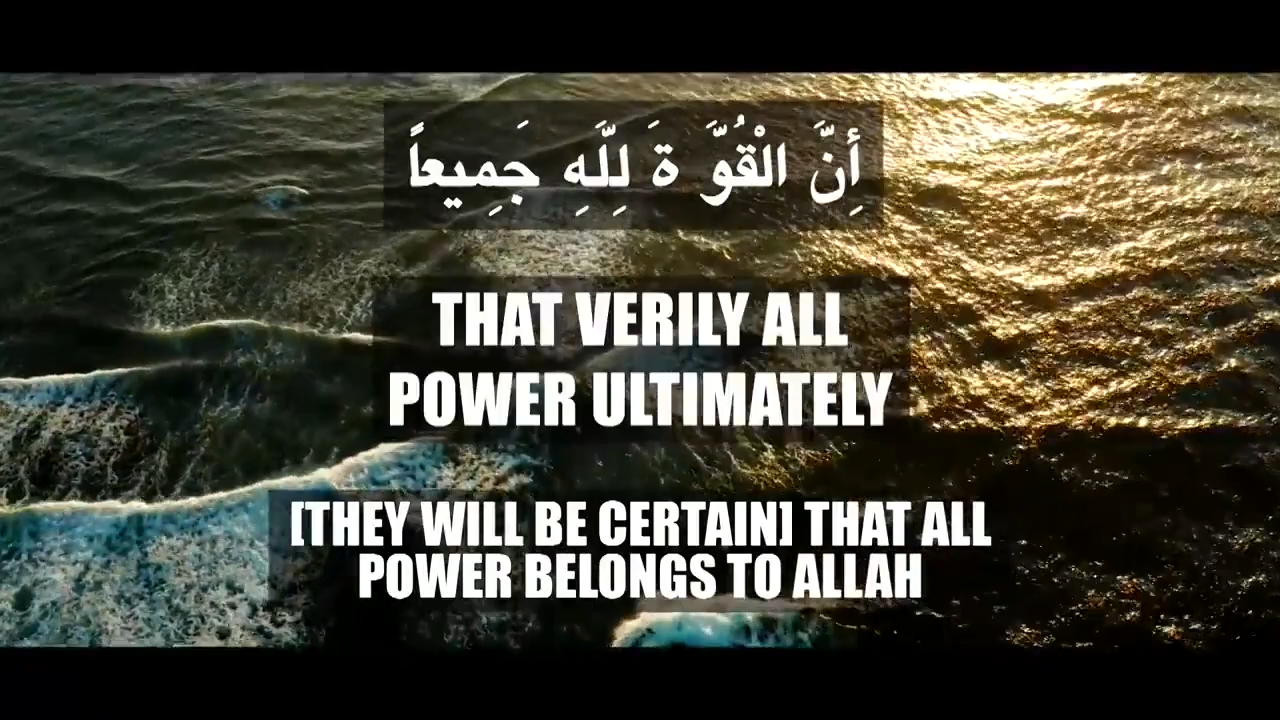 أَنَّ الْقُوَّ ةَ لِلَّهِ جَمِيعاً
THAT VERILY ALL
POWER ULTIMATELY
[THEY WILL BE CERTAIN] THAT ALL
POWER BELONGS TO ALLAH